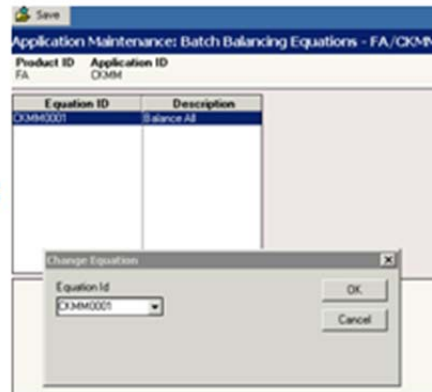 Save
Application Maintenance: Batch Balancing Equations - FA/CKMM
Product ID Application ID
FA CKMM
Equation ID Description
CKMM0001 Balance All
Change Equation
Equation Id
OK
CKMM0001
Cancel